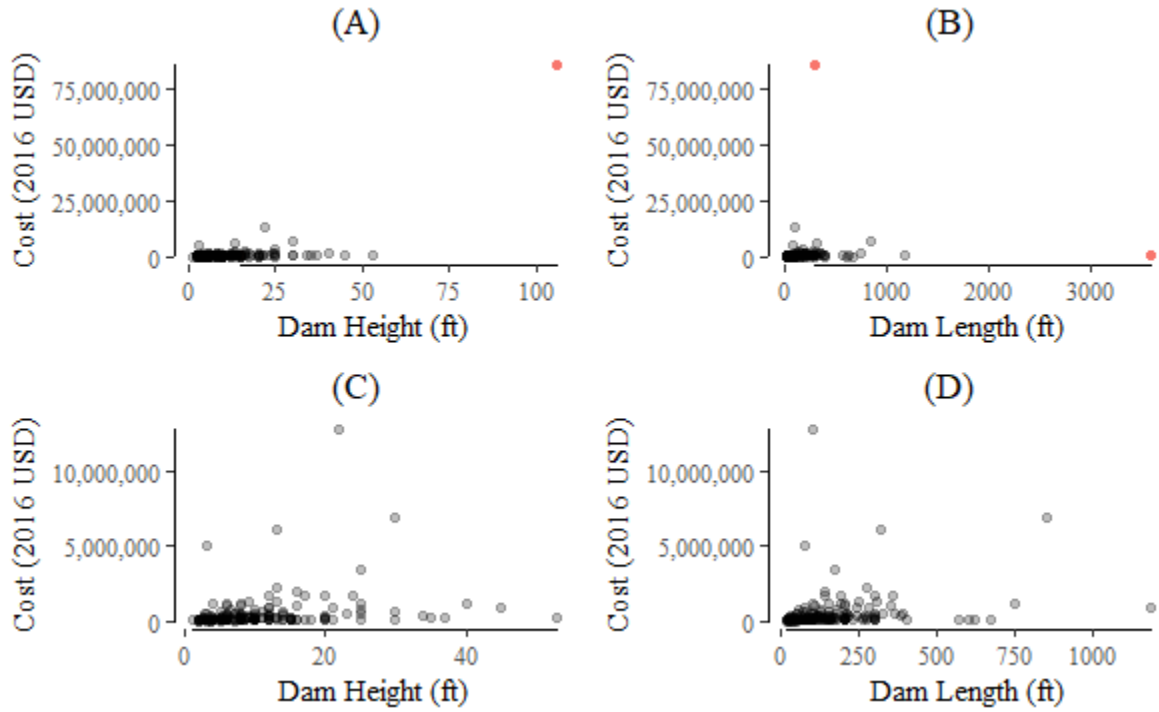 (A)
75,000,000
50,000,000
25,000,000
0
Cost (2016 USD)
0 25 50 75 100
Dam Height (ft)
(B)
75,000,000
50,000,000
25,000,000
0
Cost (2016 USD)
0 1000 2000 3000
Dam Length (ft)
(C)
10,000,000
5,000,000
0
Cost (2016 USD)
0 20 40
Dam Height (ft)
(D)
10,000,000
5,000,000
0
Cost (2016 USD)
0 250 500 750 1000
Dam Length (ft)